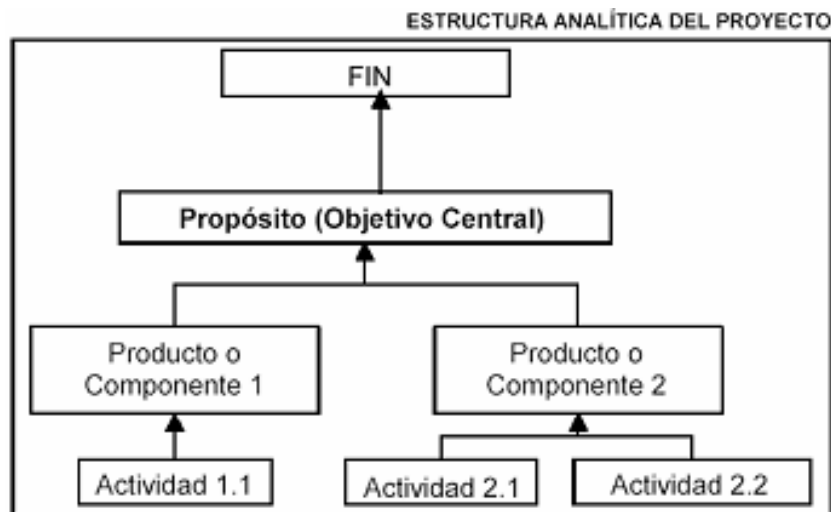 ESTRUCTURA ANALÍTICA DEL PROYECTO
FIN
Propósito (Objetivo Central)
Producto o
Componente 1
Producto o
Componente 2
Actividad 1.1
Actividad 2.1
Actividad 2.2